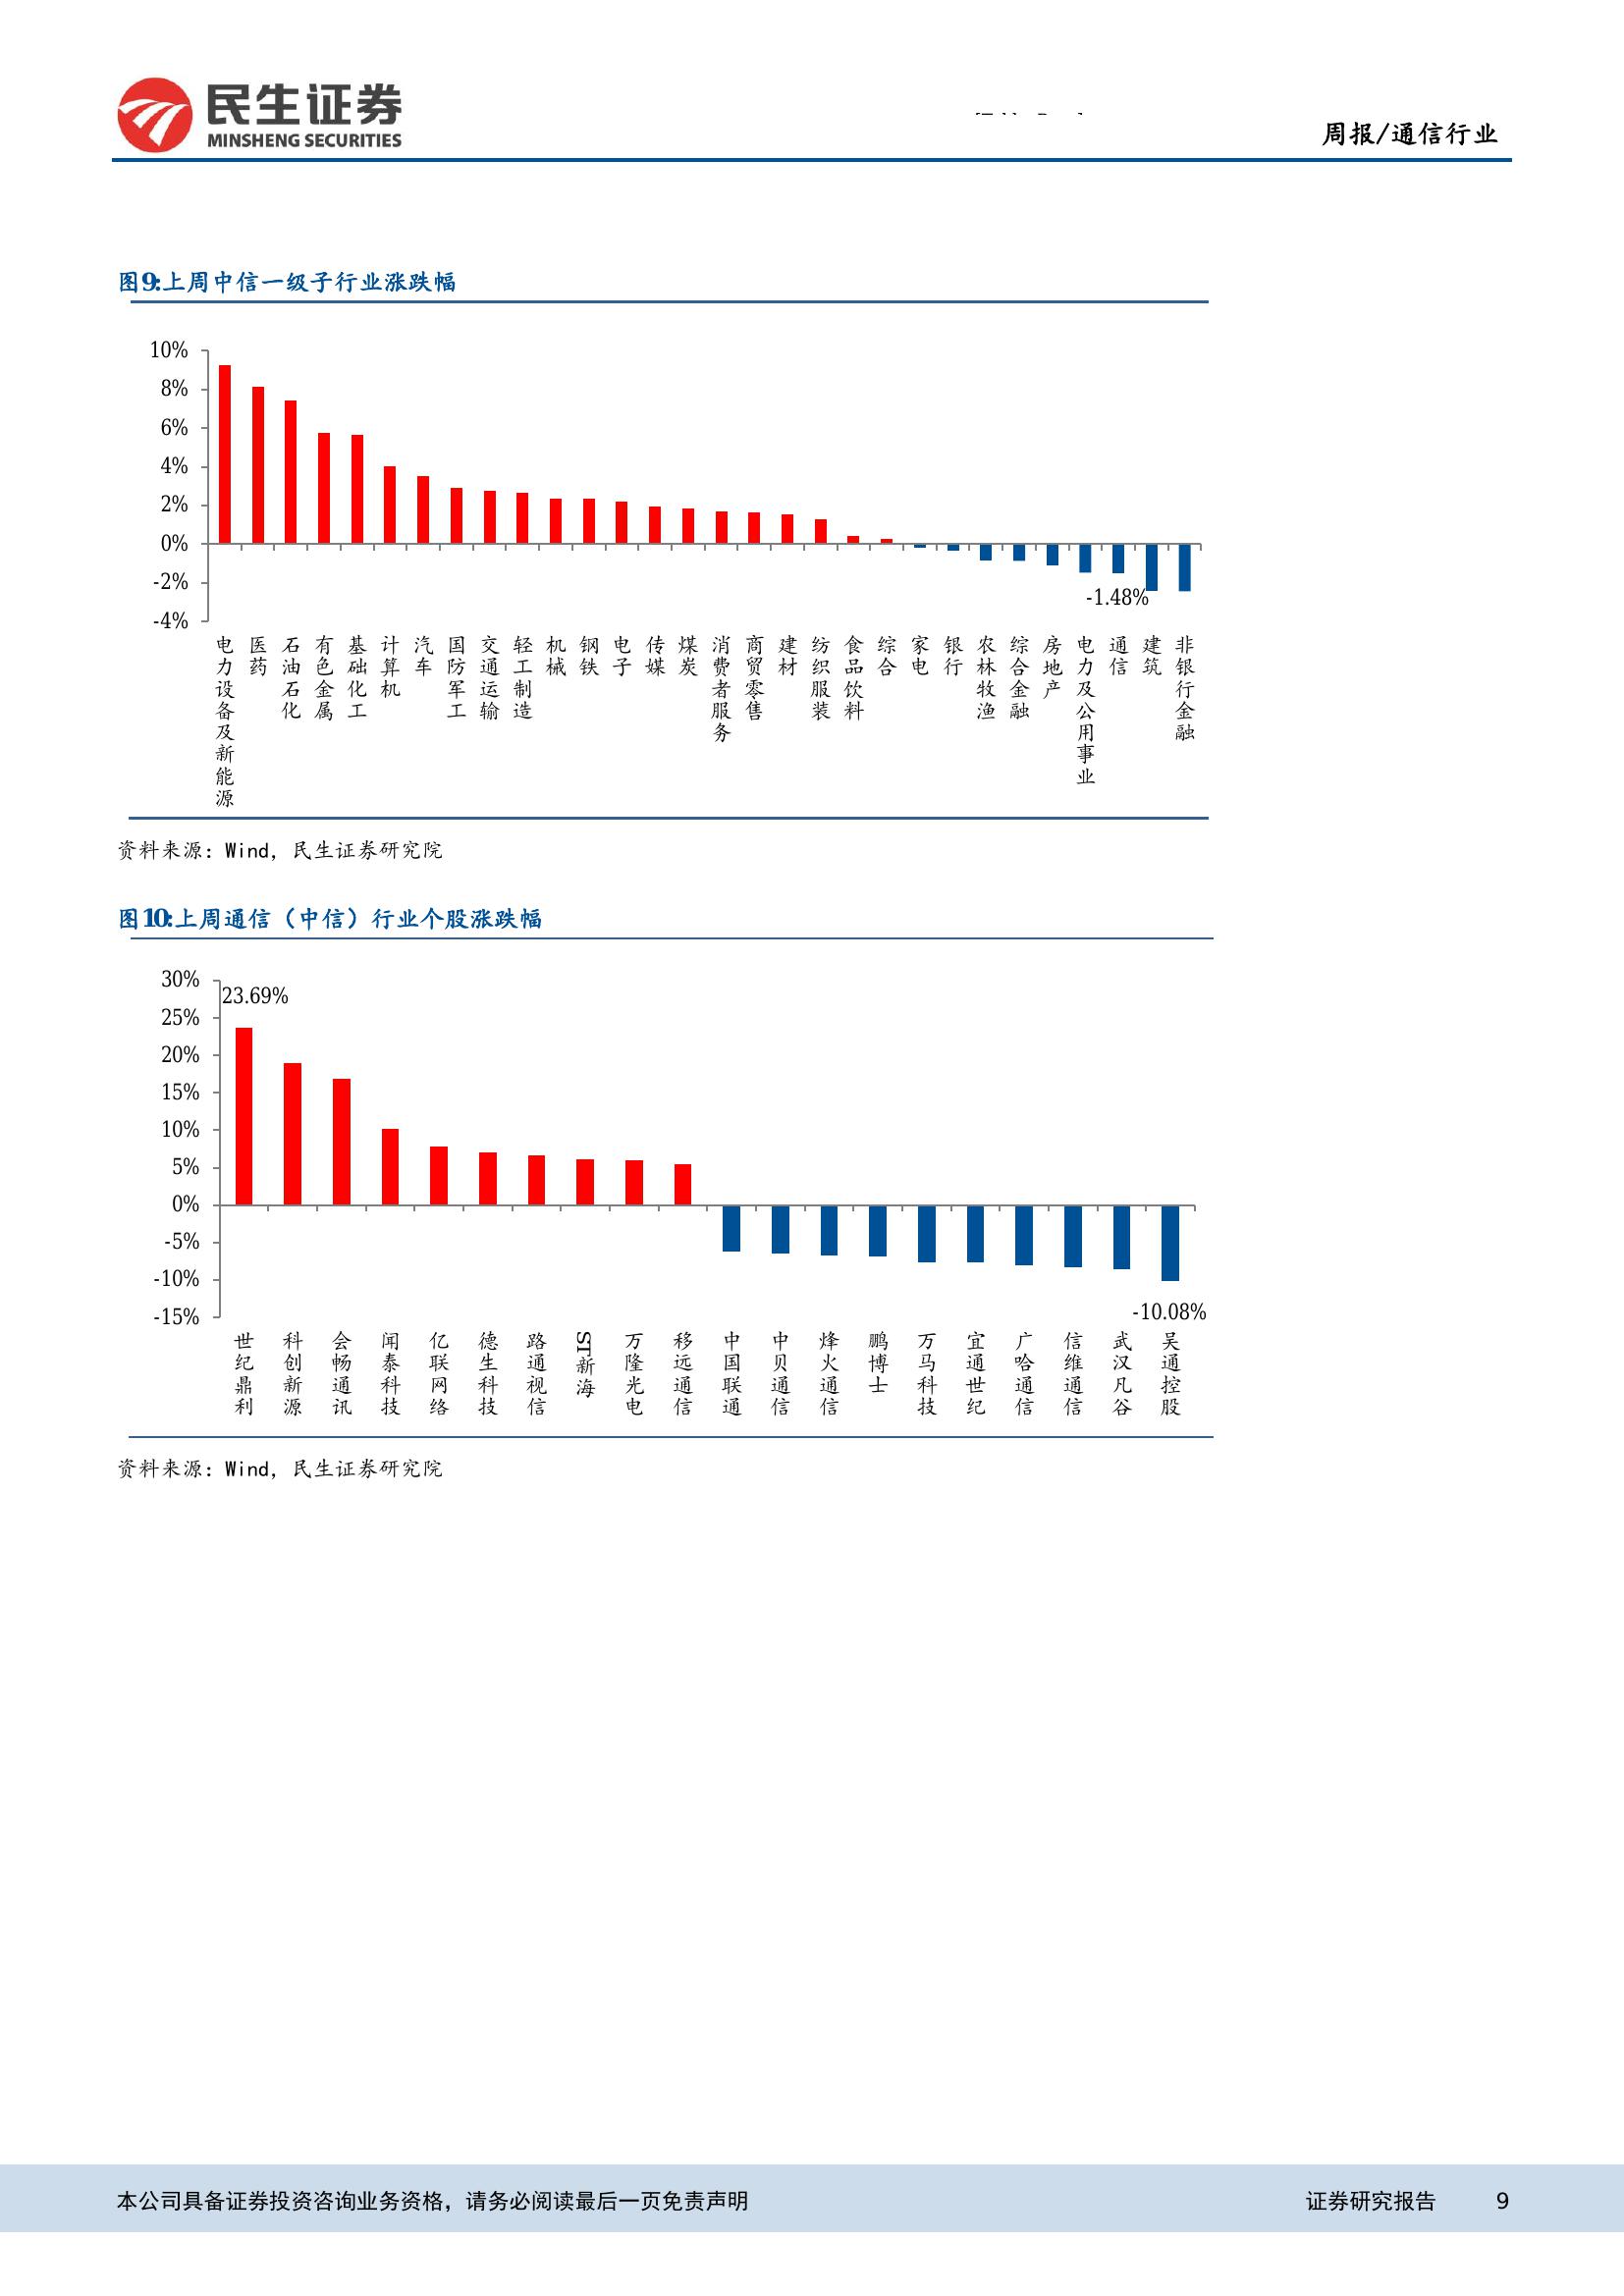 民生证券
MINSHENG SECURITIES
周报/通信行业
图9:上周中信一级子行业涨跌幅
10%
8%
6%
4%
2%
0%
-2%
-4%
-1.48%
电力设备及新能源
医药
石油石化
有色金属
基础化工
计算机
汽车
国防军工
交通运输
轻工制造
机械
钢铁
电子
传媒
煤炭
消费者服务
商贸零售
建材
纺织服装
食品饮料
综合
家电
银行
农林牧渔
综合金融
房地产
电力及公用事业
通信
建筑
非银行金融
资料来源：Wind，民生证券研究院
图10:上周通信（中信）行业个股涨跌幅
30%
25%
20%
15%
10%
5%
0%
-5%
-10%
-15%
23.69%
-10.08%
世纪鼎利
科创新源
会畅通讯
闻泰科技
亿联网络
德生科技
路通视信
ST新海
万隆光电
移远通信
中国联通
中贝通信
烽火通信
鹏博士
万马科技
宜通世纪
广哈通信
信维通信
武汉凡谷
吴通控股
资料来源：Wind，民生证券研究院
本公司具备证券投资咨询业务资格，请务必阅读最后一页免责声明
证券研究报告 9